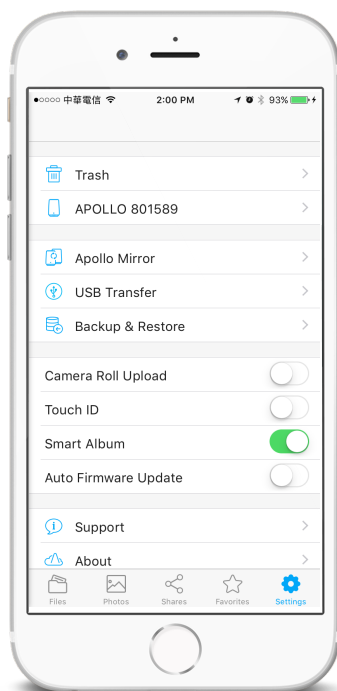 中華電信 2:00 PM 93%
Trash
APOLLO 801589
Apollo Mirror
USB Transfer
Backup & Restore
Camera Roll Upload
Touch ID
Smart Album
Auto Firmware Update
Support
About
Files Photos Shares Favorites Settings